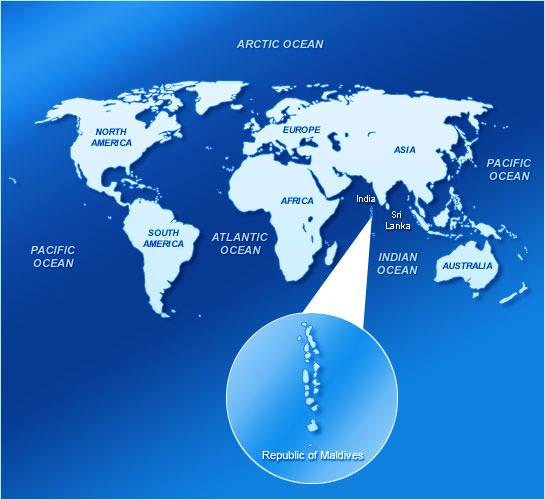 ARCTIC OCEAN
NORTH
AMERICA
EUROPE
ASIA
PACIFIC
OCEAN
AFRICA
India
Sri
Lanka
SOUTH
AMERICA
ATLANTIC
OCEAN
PACIFIC
OCEAN
INDIAN
OCEAN
AUSTRALIA
Republic of Maldives